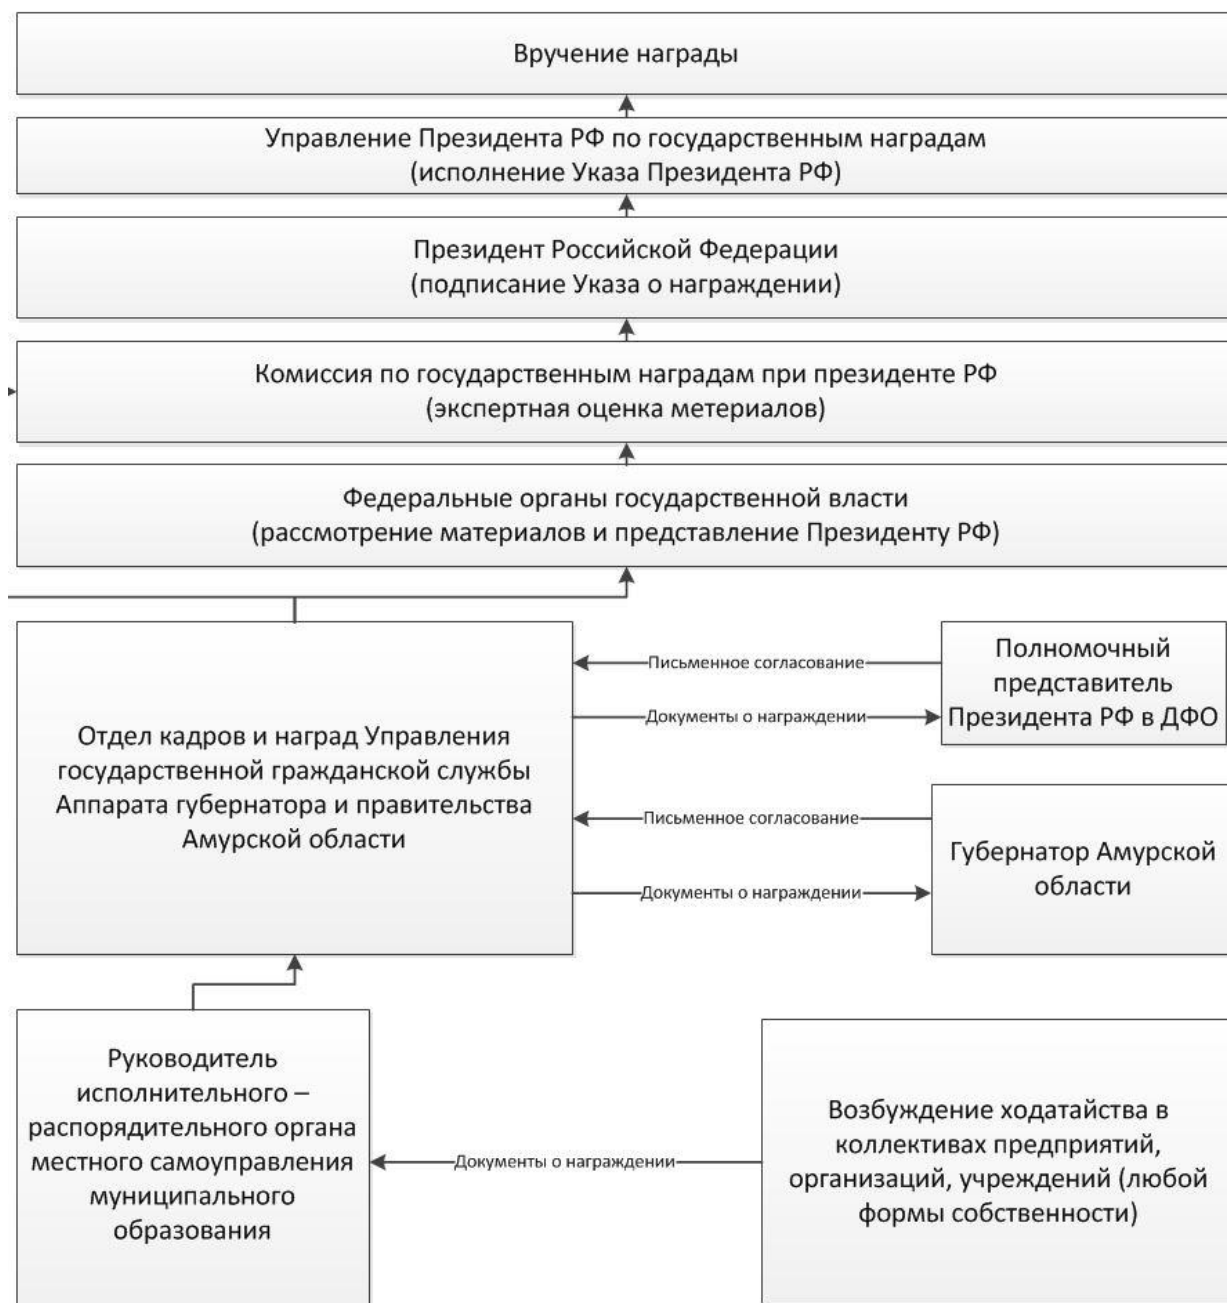 Вручение награды
Управление Президента РФ по государственным наградам
(исполнение Указа Президента РФ)
Президент Российской Федерации
(подписание Указа о награждении)
Комиссия по государственным наградам при президенте РФ
(экспертная оценка метериалов)
Федеральные органы государственной власти
(рассмотрение материалов и представление Президенту РФ)
Отдел кадров и наград Управления
государственной гражданской службы
Аппарата губернатора и правительства
Амурской области
Письменное согласование
Документы о награждении
Полномочный
представитель
Президента РФ в ДФО
Письменное согласование
Документы о награждении
Губернатор Амурской
области
Руководитель
исполнительного –
распорядительного органа
местного самоуправления
муниципального
образования
Документы о награждении
Возбуждение ходатайства в
коллективах предприятий,
организаций, учреждений (любой
формы собственности)